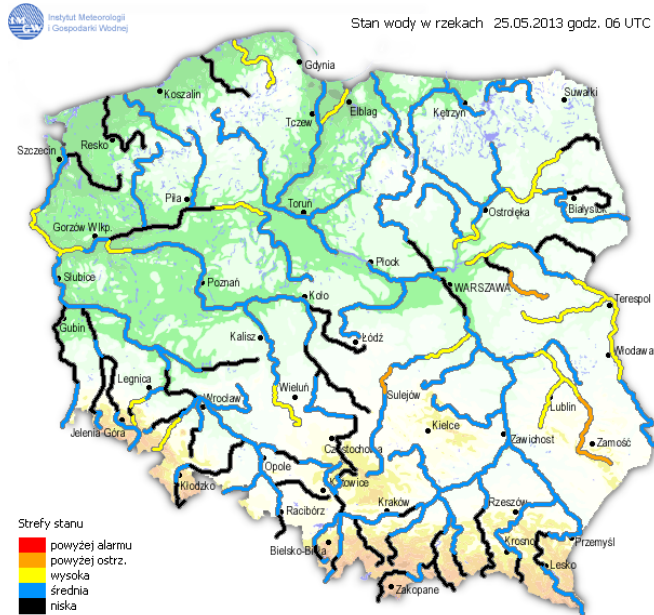 Instytut Meteorologii
i Gospodarki Wodnej
Stan wody w rzekach 25.05.2013 godz. 06 UTC
Gdynia
Koszalin
Suwałki
Elbląg
Kętrzyn
Tczew
Resko
Szczecin
Piła
Toruń
Białystok
Ostrołęka
Gorzów Wlkp.
Płock
Słubice
Poznań
WARSZAWA
Koło
Terespol
Gubin
Kalisz
Łódź
Włodawa
Legnica
Wieluń
Sulejów
Wrocław
Lublin
Jelenia Góra
Kielce
Zawichost
Zamość
Częstochowa
Opole
Kłodzko
Katowice
Racibórz
Kraków
Rzeszów
Strefy stanu
Przemyśl
Krosno
Bielsko-Biała
Lesko
Zakopane
powyżej alarmu
powyżej ostrz.
wysoka
średnia
niska